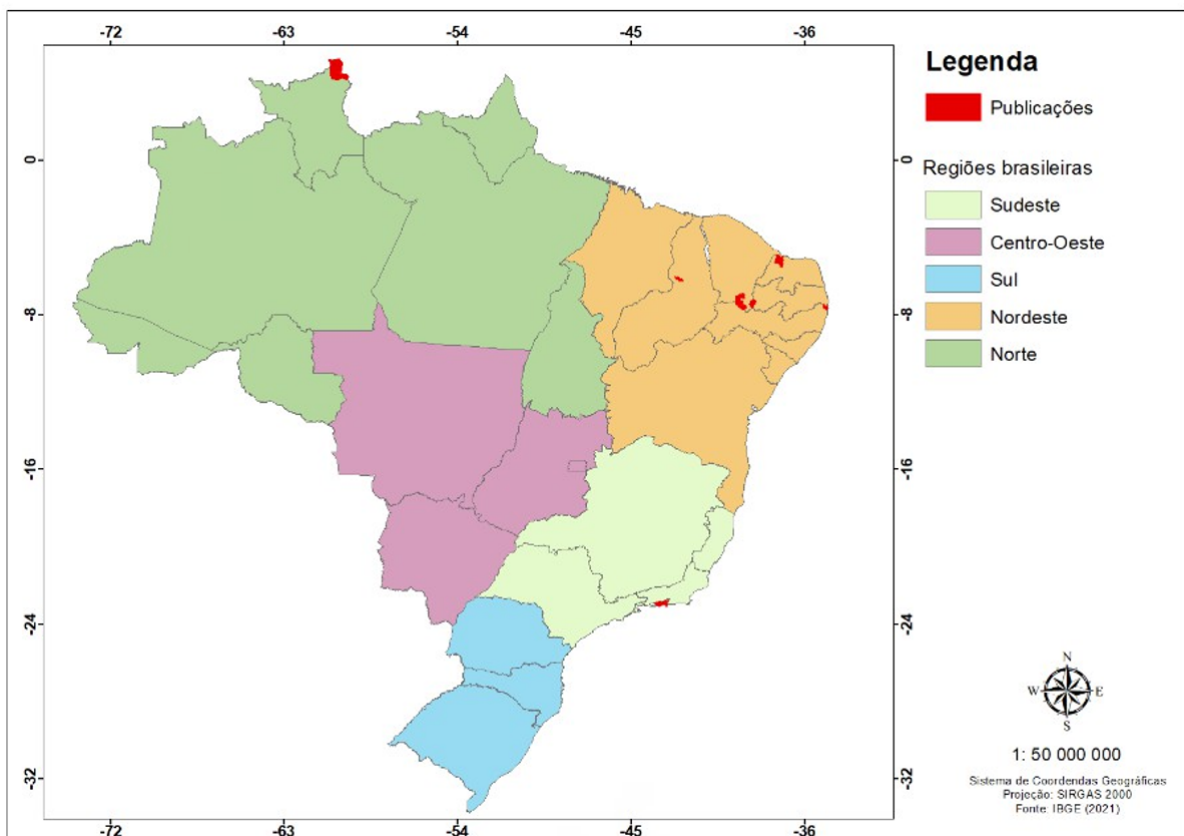 -72 -63 -54 -45 -36
0 0
-8 -8
-16 -16
-24 -24
-32 -32
-72 -63 -54 -45 -36
Legenda
Publicações
Regiões brasileiras
Sudeste
Centro-Oeste
Sul
Nordeste
Norte
N
W E
S
1: 50 000 000
Sistema de Coordendas Geográficas
Projeção: SIRGAS 2000
Fonte: IBGE (2021)